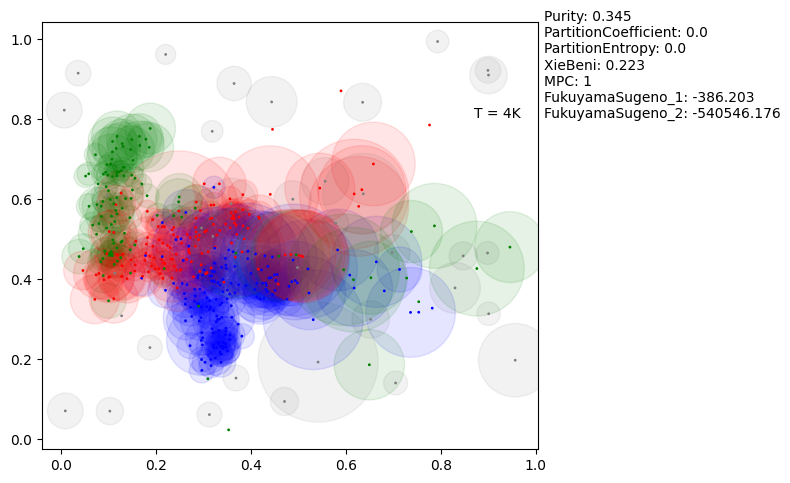 Purity: 0.345
PartitionCoefficient: 0.0
PartitionEntropy: 0.0
XieBeni: 0.223
MPC: 1
FukuyamaSugeno_1: -386.203
FukuyamaSugeno_2: -540546.176
T = 4K
1.0
0.8
0.6
0.4
0.2
0.0
0.0 0.2 0.4 0.6 0.8 1.0